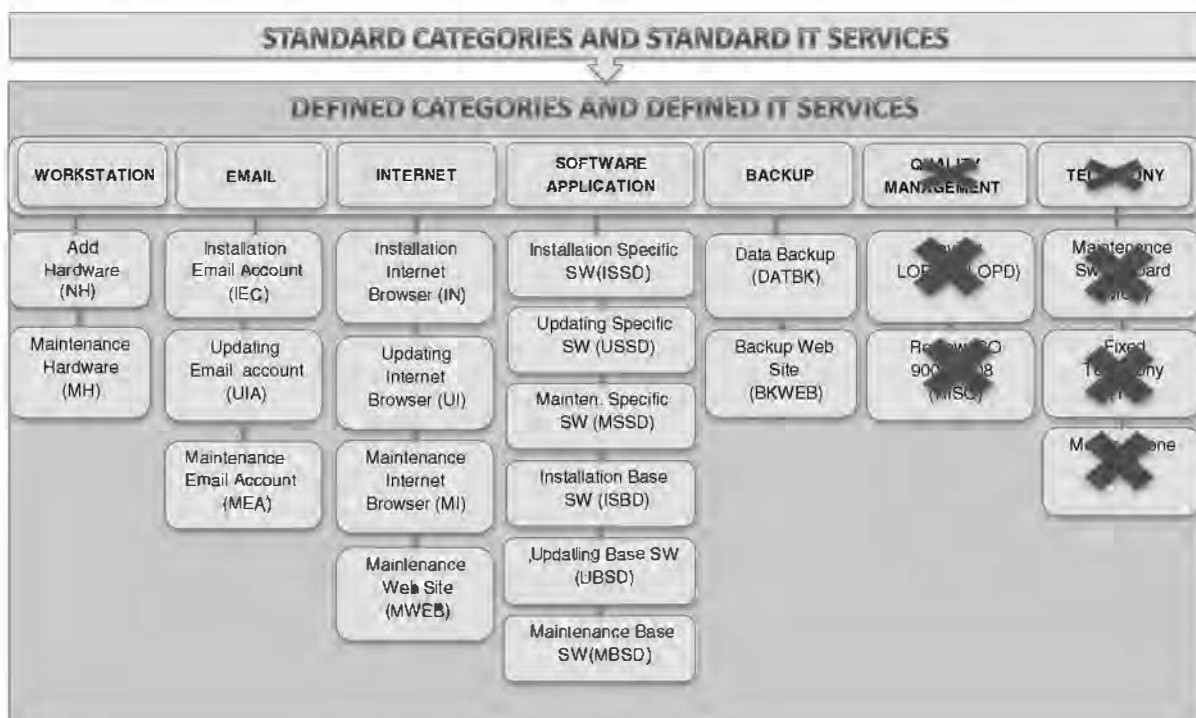 STANDARD CATEGORIES AND STANDARD IT SERVICES
DEFINED CATEGORIES AND DEFINED IT SERVICES
WORKSTATION
Add
Hardware
(NH)
Maintenance
Hardware
(MH)
EMAIL
Installation
Email Account
(IEC)
Updating
Email account
(UIA)
Maintenance
Email Account
(MEA)
INTERNET
Installation
Internet
Browser (IN)
Updating
Internet
Browser (UI)
Maintenance
Internet
Browser (MI)
Maintenance
Web Site
(MWEB)
SOFTWARE
APPLICATION
Installation Specific
SW(ISSD)
Updating Specific
SW (USSD)
Mainten. Specific
SW (MSSD)
Installation Base
SW (ISBD)
Updating Base SW
(UBSD)
Maintenance Base
SW(MBSD)
BACKUP
Data Backup
(DATBK)
Backup Web
Site
(BKWEB)
QUALITY
MANAGEMENT
Maintenance
Fixed